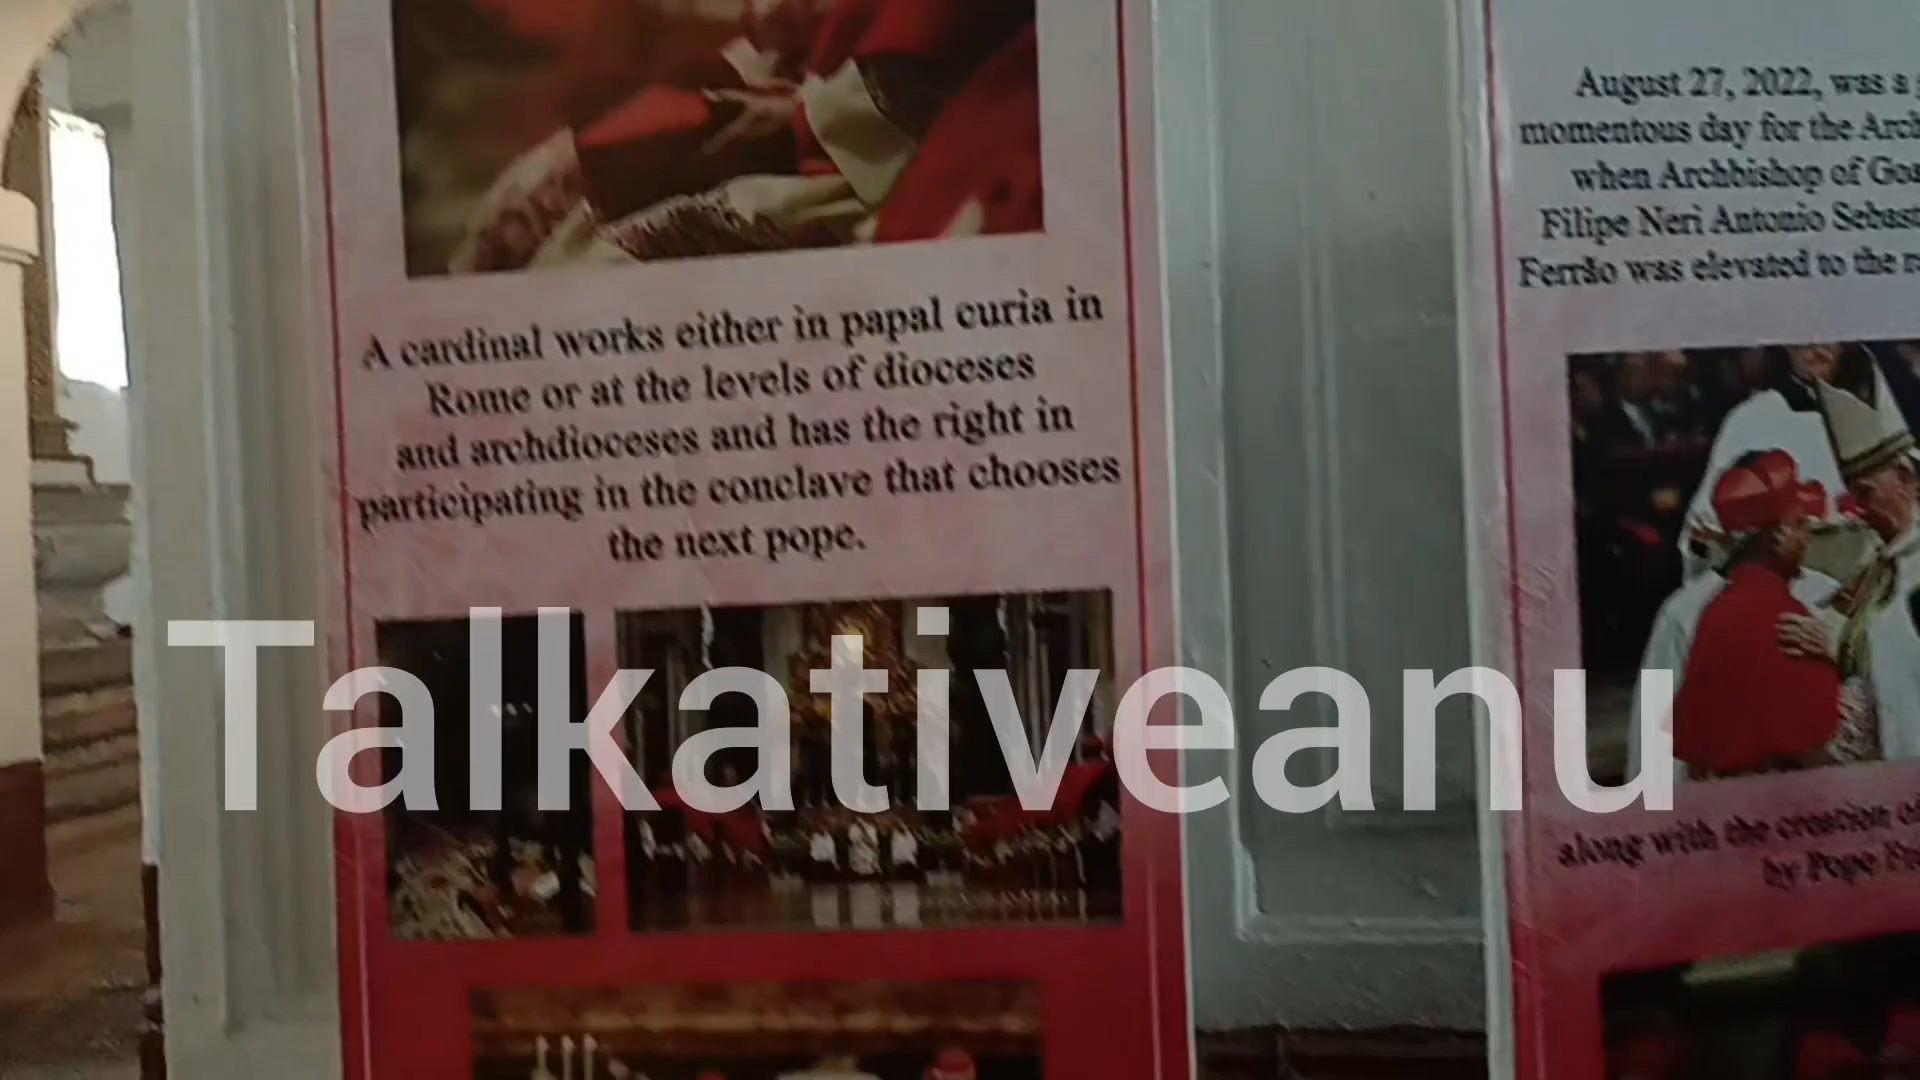 A cardinal works either in papal curia in
Rome or at the levels of dioceses
and archdioceses and has the right in
participating in the conclave that chooses
the next pope.
August 27, 2022, was a
momentous day for the Arch
when Archbishop of Goa
Filipe Neri Antonio Sebast
Ferrão was elevated to the
along with the creation of
by Pope
Talkativeanu